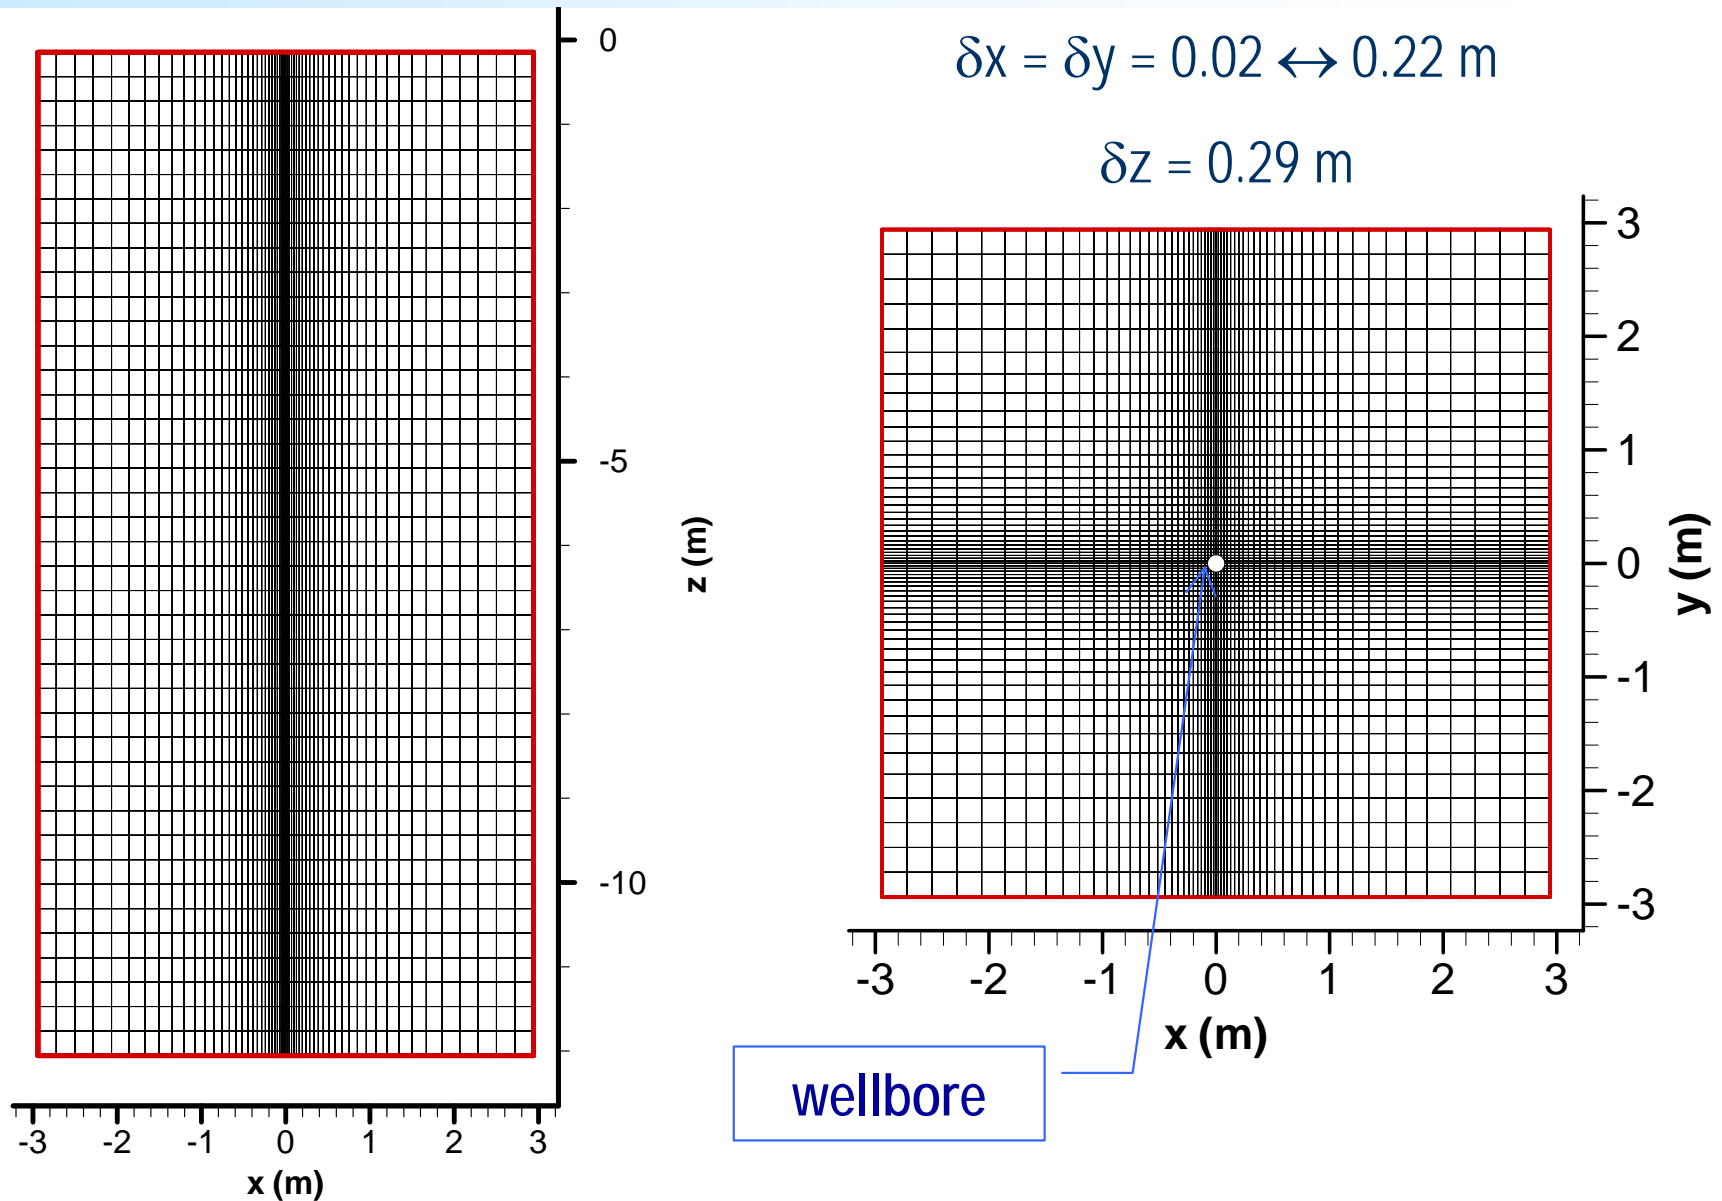 δx = δy = 0.02 ↔ 0.22 m
δz = 0.29 m
0
-5
-10
z (m)
-3 -2 -1 0 1 2 3
x (m)
3
2
1
0
-1
-2
-3
y (m)
-3 -2 -1 0 1 2 3
x (m)
wellbore